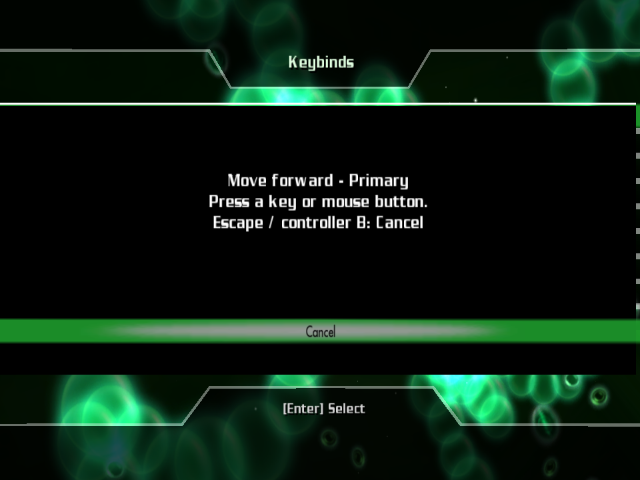 Keybinds
Move forward - Primary
Press a key or mouse button.
Escape / controller B: Cancel
Cancel
[Enter] Select